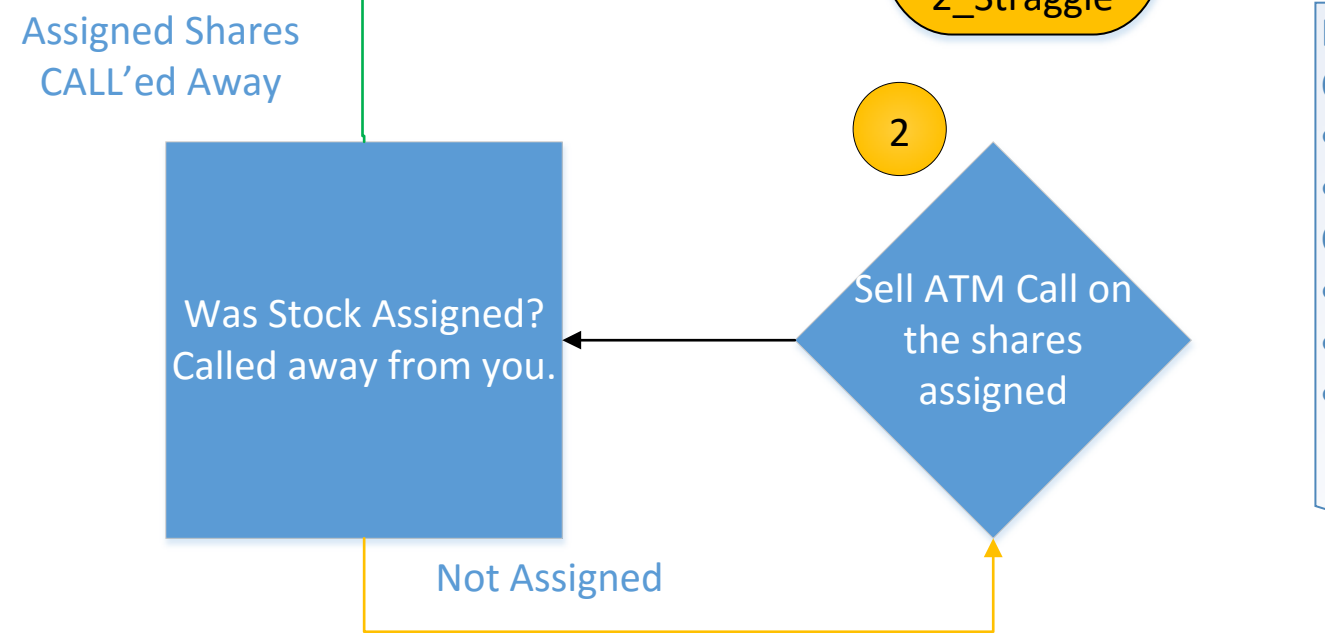 Assigned Shares
CALL’ed Away
2_Straggle
2
Was Stock Assigned?
Called away from you.
Sell ATM Call on
the shares
assigned
Not Assigned